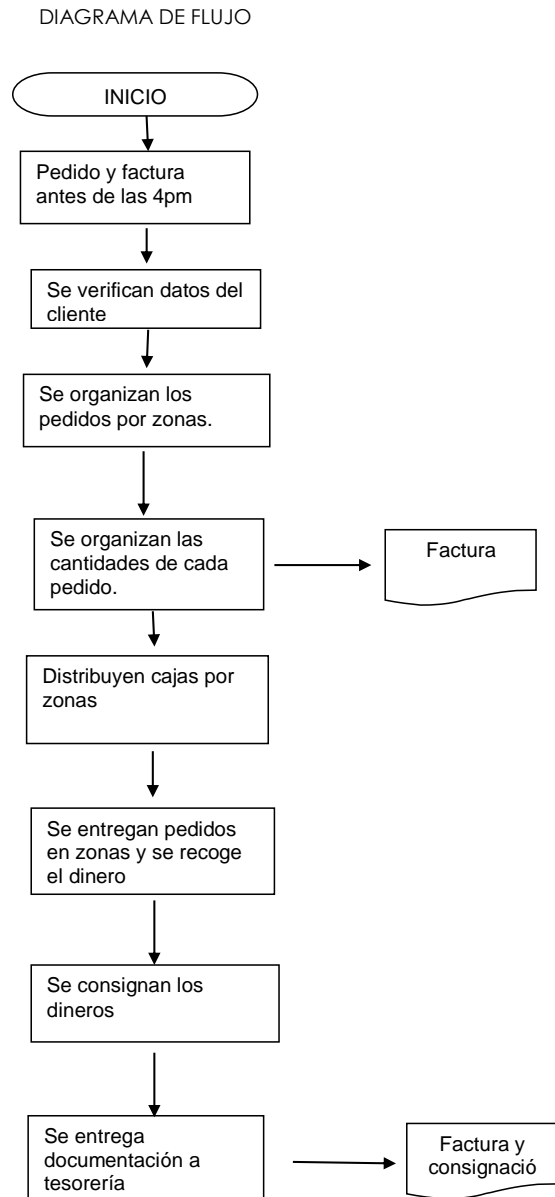 DIAGRAMA DE FLUJO
INICIO
Pedido y factura
antes de las 4pm
Se verifican datos del
cliente
Se organizan los
pedidos por zonas.
Se organizan las
cantidades de cada
pedido.
Factura
Distribuyen cajas por
zonas
Se entregan pedidos
en zonas y se recoge
el dinero
Se consignan los
dineros
Se entrega
documentación a
tesorería
Factura y
consignació